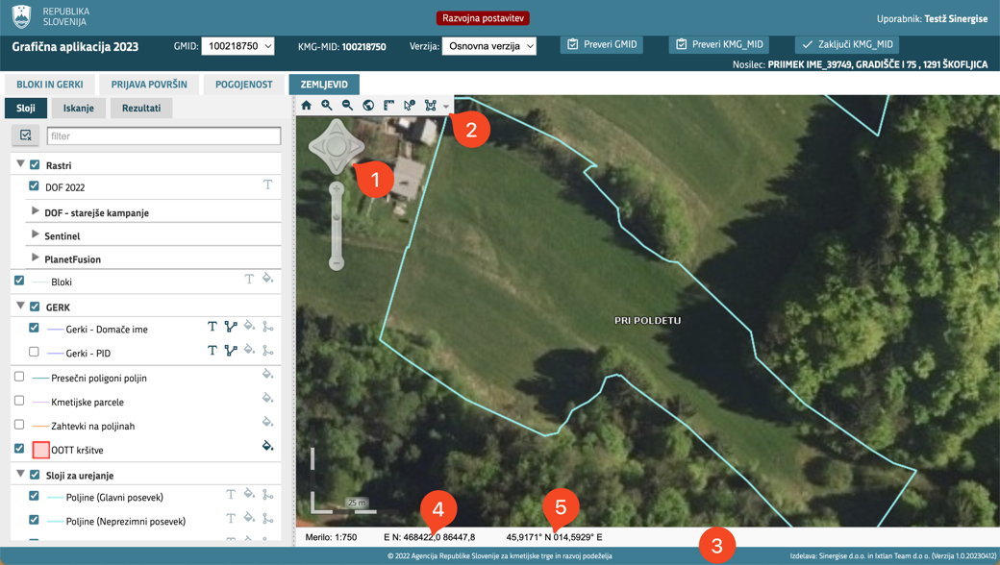 REPUBLIKA
SLOVENIJA
Razvojna postavitev
Uporabnik: Testž Sinergise
Grafična aplikacija 2023
GMID: 100218750
KMG-MID: 100218750
Verzija: Osnovna verzija
Preveri GMID
Preveri KMG_MID
Zaključi KMG_MID
Nosilec: PRIIMEK IME_39749, GRADIŠČE I 75 , 1291 ŠKOFLJICA
BLOKI IN GERKI
PRIJAVA POVRŠIN
POGOJENOST
ZEMLJEVID
Sloji
Iskanje
Rezultati
filter
Rastri
DOF 2022
DOF - starejše kampanje
Sentinel
PlanetFusion
Bloki
GERK
Gerki - Domače ime
Gerki - PID
Presečni poligoni poljin
Kmetijske parcele
Zahtevki na poljinah
OOTT kršitve
Sloji za urejanje
Poljine (Glavni posevek)
Poljine (Neprezimni posevek)
1
2
PRI POLDETU
25 m
4
5
3
Merilo: 1:750
E N: 468422,0 86447,8
45,9171° N 014,5929° E
© 2022 Agencija Republike Slovenije za kmetijske trge in razvoj podeželja
Izdelava: Sinergise d.o.o. in Ixtlan Team d.o.o (Verzija 1.0.20230412)